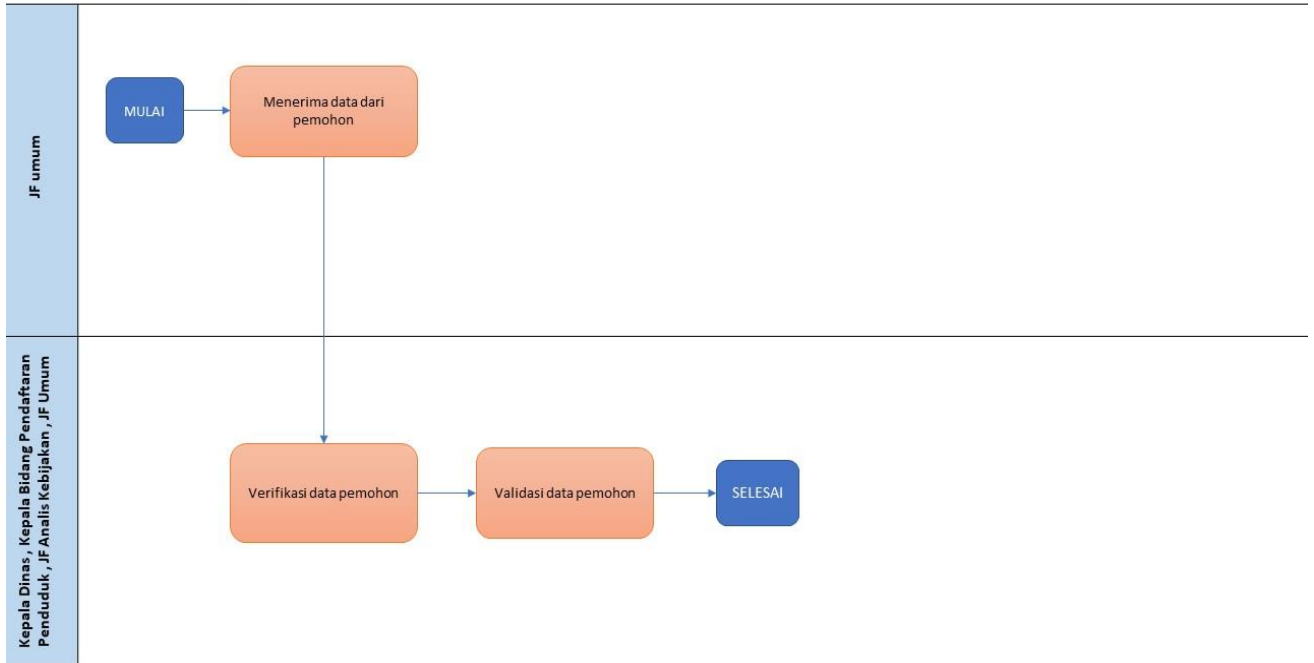 JF umum
MULAI
Menerima data dari
pemohon
Kepala Dinas , Kepala Bidang Pendaftaran
Penduduk , JF Analis Kebijakan , JF Umum
Verifikasi data pemohon
Validasi data pemohon
SELESAI